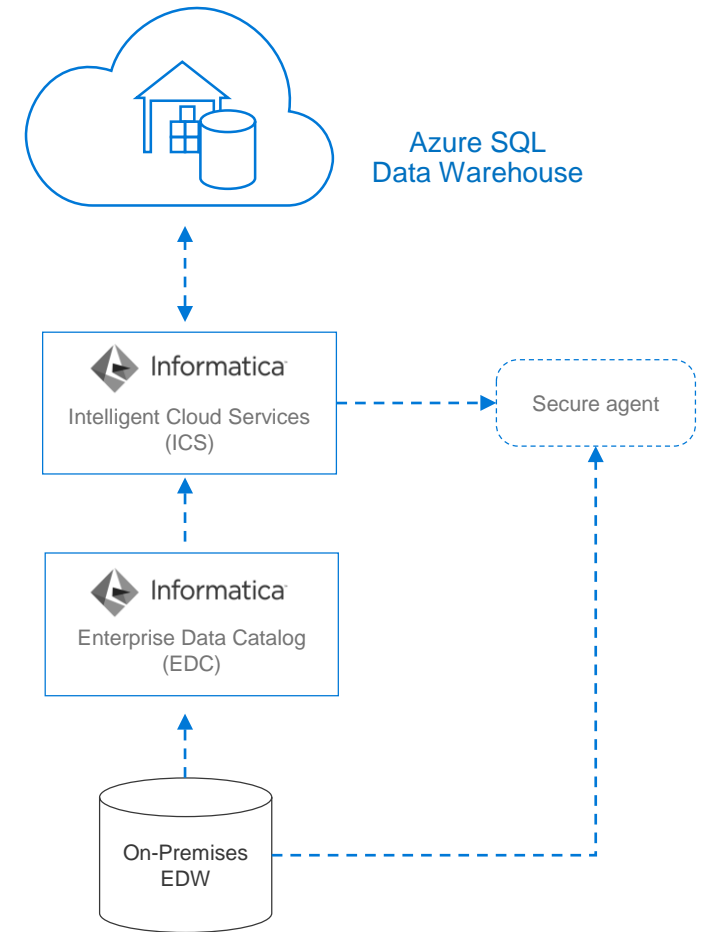 Azure SQL
Data Warehouse
Informatica
Intelligent Cloud Services
(ICS)
Secure agent
Informatica
Enterprise Data Catalog
(EDC)
On-Premises
EDW